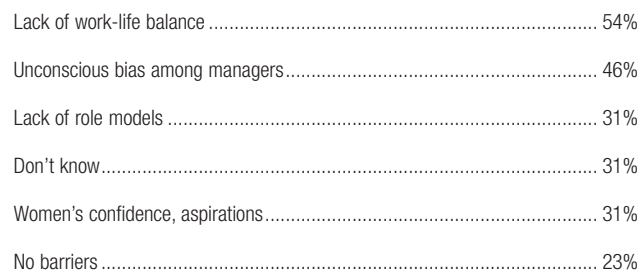 Lack of work-life balance ........................................................................................ 54%
Unconscious bias among managers...................................................................... 46%
Lack of role models ................................................................................................. 31%
Don’t know................................................................................................................ 31%
Women’s confidence, aspirations........................................................................... 31%
No barriers ................................................................................................................ 23%